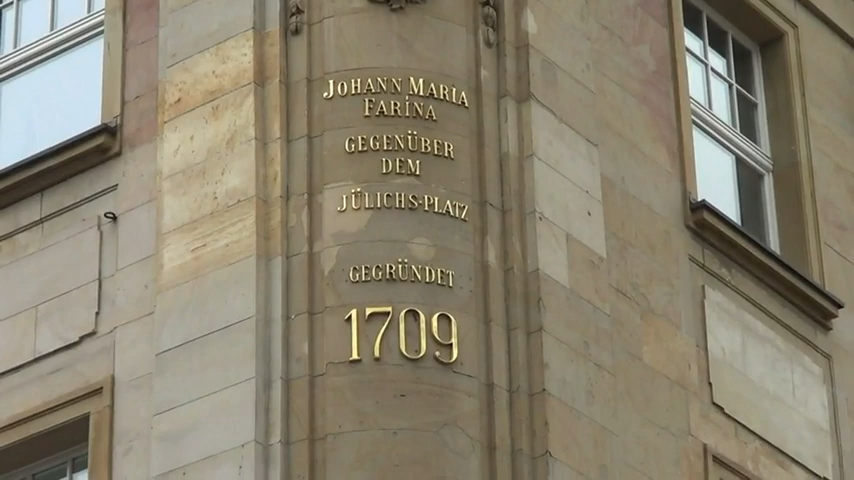 JOHANN MARIA
FARINA
GEGENÜBER
DEM
JÜLICHS-PLATZ
GEGRÜNDET
1709